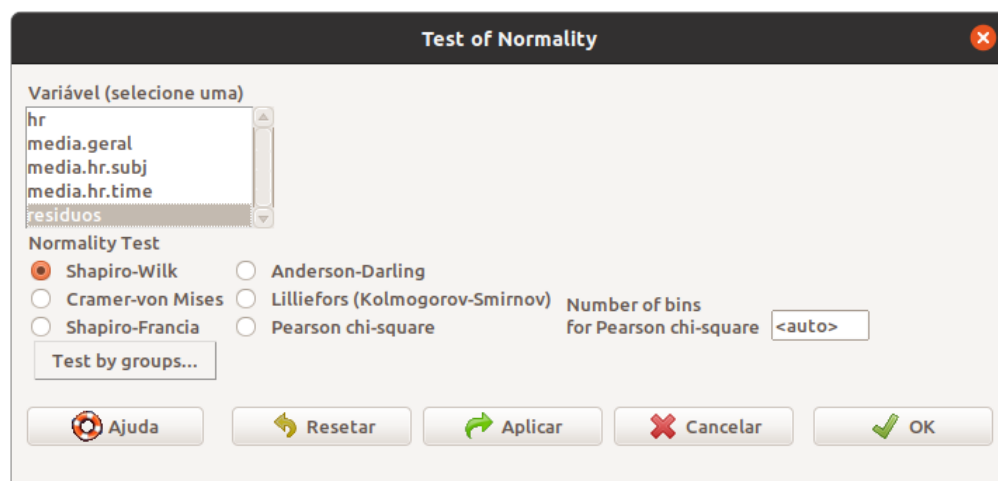 Test of Normality
Variável (selecione uma)
hr
media.geral
media.hr.subj
media.hr.time
residuos
Normality Test
Shapiro-Wilk Anderson-Darling
Cramer-von Mises Lilliefors (Kolmogorov-Smirnov) Number of bins
Shapiro-Francia Pearson chi-square for Pearson chi-square <auto>
Test by groups...
Ajuda Resetar Aplicar Cancelar OK